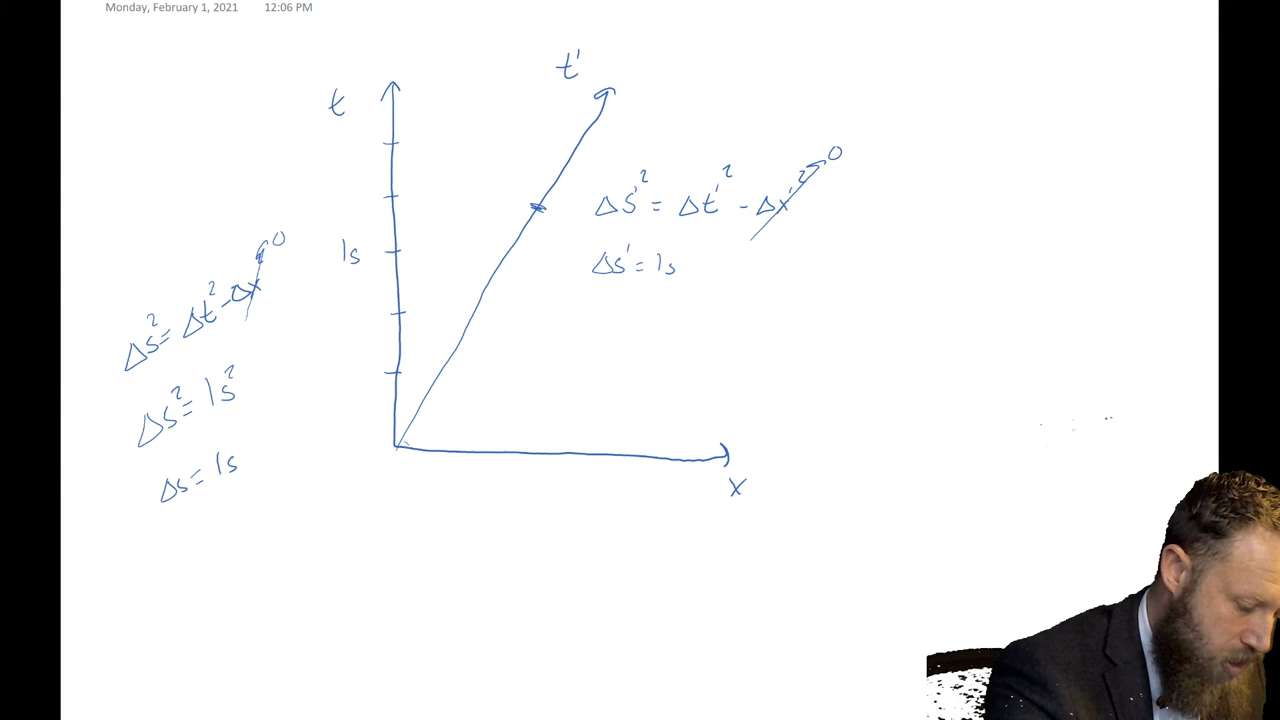 Monday, February 1, 2021 12:06 PM
t'
t
Δs'² = Δt'² - Δx'² 0
1s
Δs' = 1s
Δs² = Δt² - Δx² 0
Δs² = 1s²
Δs = 1s
x